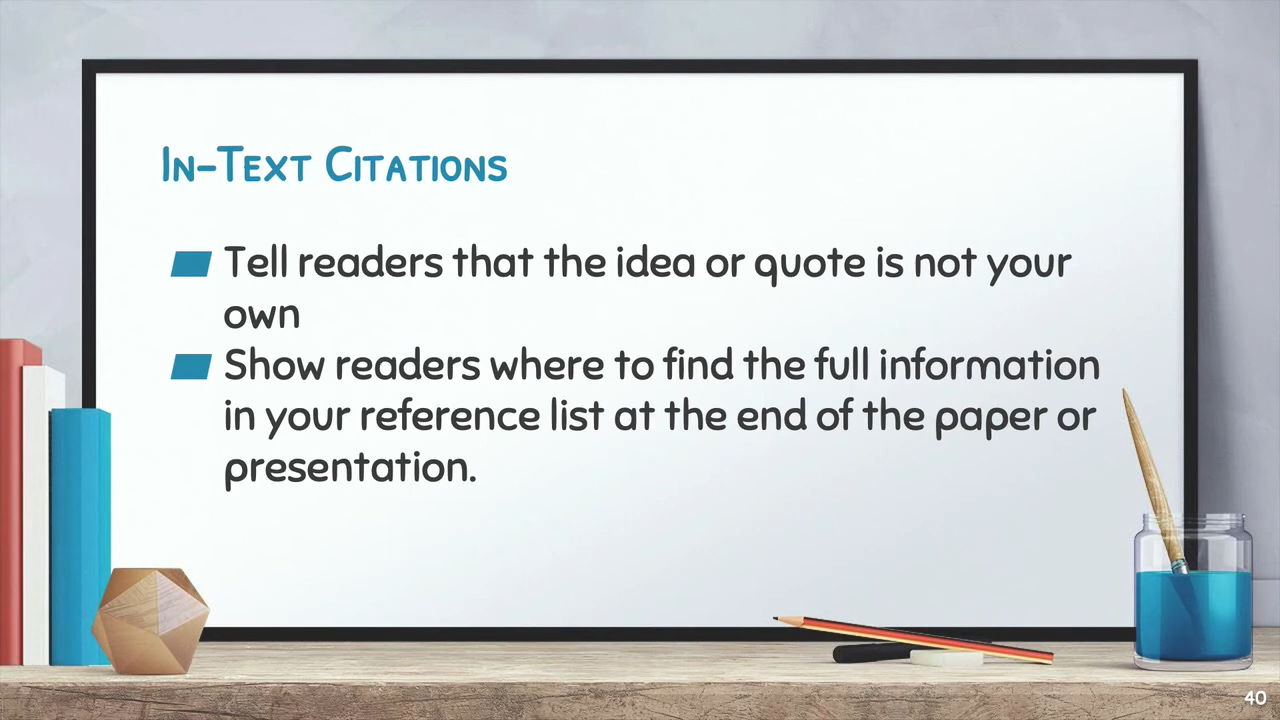 In-Text Citations
Tell readers that the idea or quote is not your
own
Show readers where to find the full information
in your reference list at the end of the paper or
presentation.
40